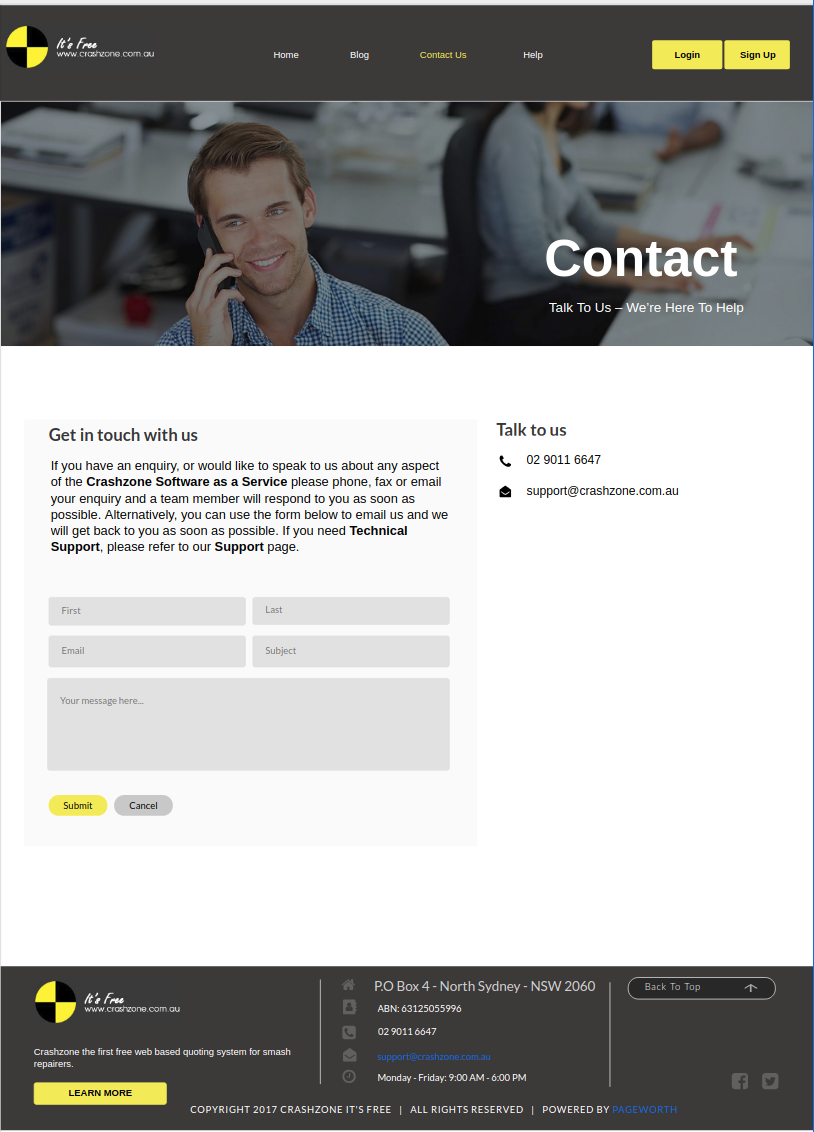 It's Free
www.crashzone.com.au
Home
Blog
Contact Us
Help
Login
Sign Up
Contact
Talk To Us – We're Here To Help
Get in touch with us
If you have an enquiry, or would like to speak to us about any aspect
of the Crashzone Software as a Service please phone, fax or email
your enquiry and a team member will respond to you as soon as
possible. Alternatively, you can use the form below to email us and we
will get back to you as soon as possible. If you need Technical
Support, please refer to our Support page.
First
Last
Email
Subject
Your message here...
Submit
Cancel
Talk to us
02 9011 6647
support@crashzone.com.au
It's Free
www.crashzone.com.au
Crashzone the first free web based quoting system for smash
repairers.
LEARN MORE
P.O Box 4 - North Sydney - NSW 2060
ABN: 63125055996
02 9011 6647
support@crashzone.com.au
Monday - Friday: 9:00 AM - 6:00 PM
Back To Top
COPYRIGHT 2017 CRASHZONE IT'S FREE | ALL RIGHTS RESERVED | POWERED BY PAGEWORTH